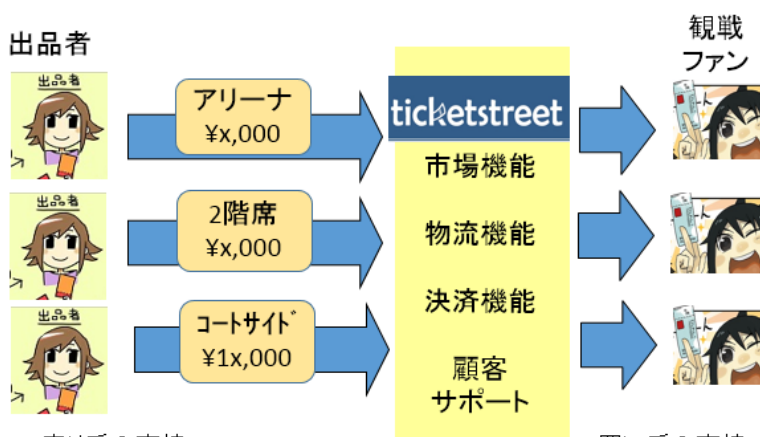 出品者
観戦
ファン
出品者
アリーナ
¥x,000
ticketstreet
市場機能
出品者
2階席
¥x,000
物流機能
出品者
コートサイド
¥1x,000
決済機能
顧客
サポート